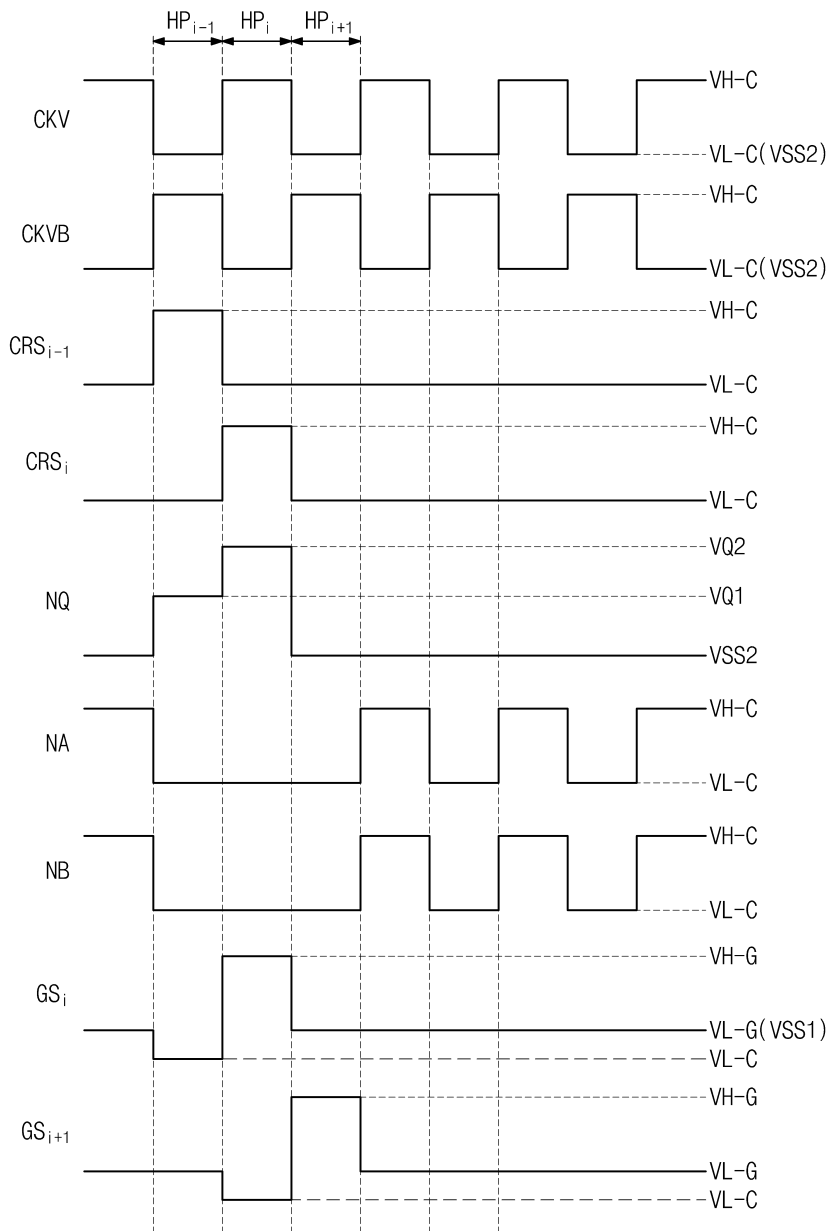 HPi-1 HPi HPi+1
CKV VH-C
VL-C(VSS2)
CKVB VH-C
VL-C(VSS2)
CRSi-1 VH-C
VL-C
CRSi VH-C
VL-C
NQ VQ2
VQ1
VSS2
NA VH-C
VL-C
NB VH-C
VL-C
GSi VH-G
VL-G(VSS1)
VL-C
GSi+1 VH-G
VL-G
VL-C